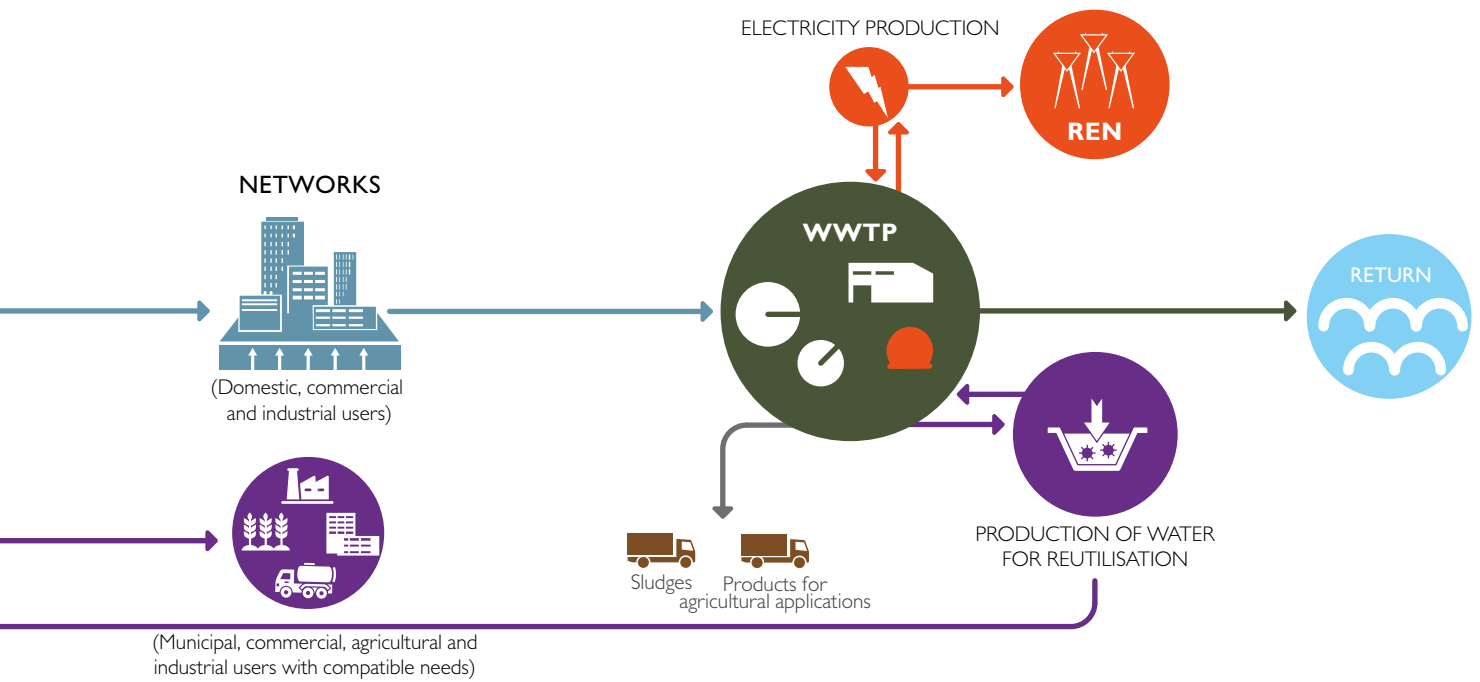 ELECTRICITY PRODUCTION
REN
NETWORKS
WWTP
RETURN
(Domestic, commercial
and industrial users)
PRODUCTION OF WATER
FOR REUTILISATION
Sludges
Products for
agricultural applications
(Municipal, commercial, agricultural and
industrial users with compatible needs)